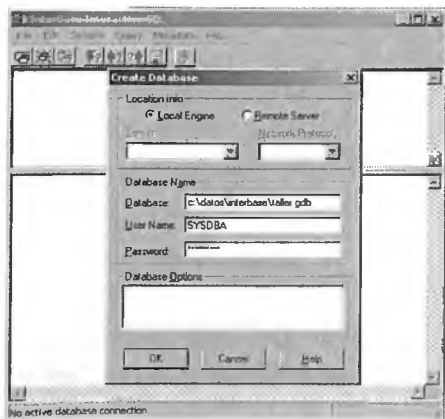 File Edit Session Query Metadata Help
Create Database
Location Info
Local Engine
Remote Server
Server: Network Protocol:
Database Name
Database: c:\datos\interbase\taller.gdb
User Name: SYSDBA
Password: ********
Database Options
OK Cancel Help
No active database connection